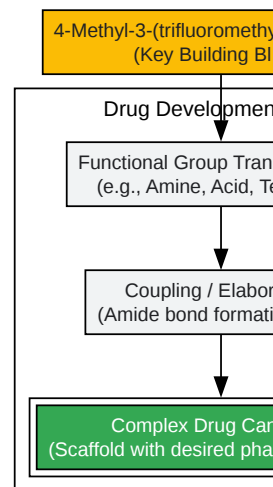 4-Methyl-3-(trifluoromethy
(Key Building Bl
Drug Development
Functional Group Tran
(e.g., Amine, Acid, Te
Coupling / Elabor
(Amide bond formati
Complex Drug Can
(Scaffold with desired pha